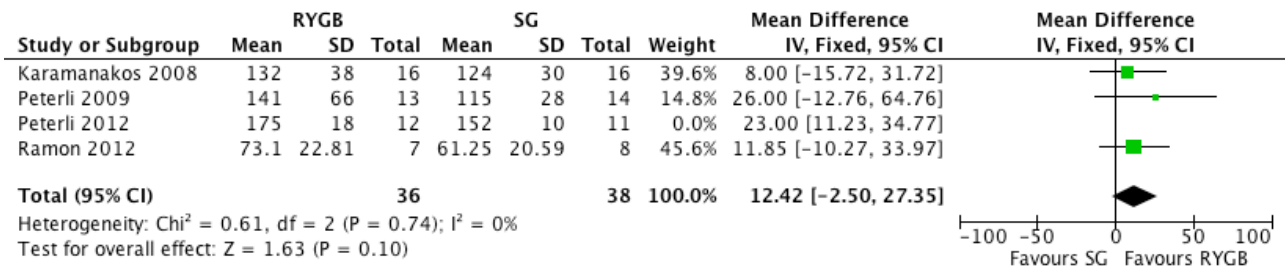 RYGB SG Mean Difference Mean Difference
Study or Subgroup Mean SD Total Mean SD Total Weight IV, Fixed, 95% CI IV, Fixed, 95% CI
Karamanakos 2008 132 38 16 124 30 16 39.6% 8.00 [-15.72, 31.72]
Peterli 2009 141 66 13 115 28 14 14.8% 26.00 [-12.76, 64.76]
Peterli 2012 175 18 12 152 10 11 0.0% 23.00 [11.23, 34.77]
Ramon 2012 73.1 22.81 7 61.25 20.59 8 45.6% 11.85 [-10.27, 33.97]
Total (95% CI) 36 38 100.0% 12.42 [-2.50, 27.35]
Heterogeneity: Chi² = 0.61, df = 2 (P = 0.74); I² = 0%
Test for overall effect: Z = 1.63 (P = 0.10)
-100 -50 0 50 100
Favours SG Favours RYGB